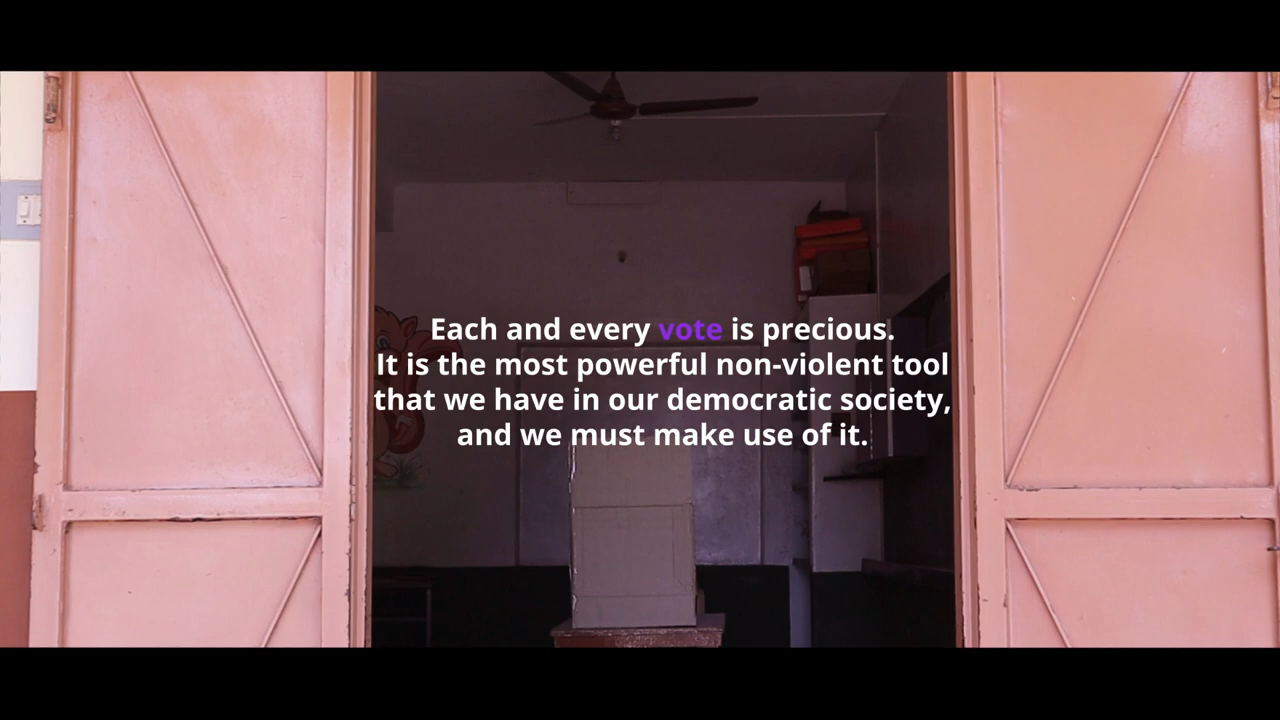 Each and every vote is precious.
It is the most powerful non-violent tool
that we have in our democratic society,
and we must make use of it.